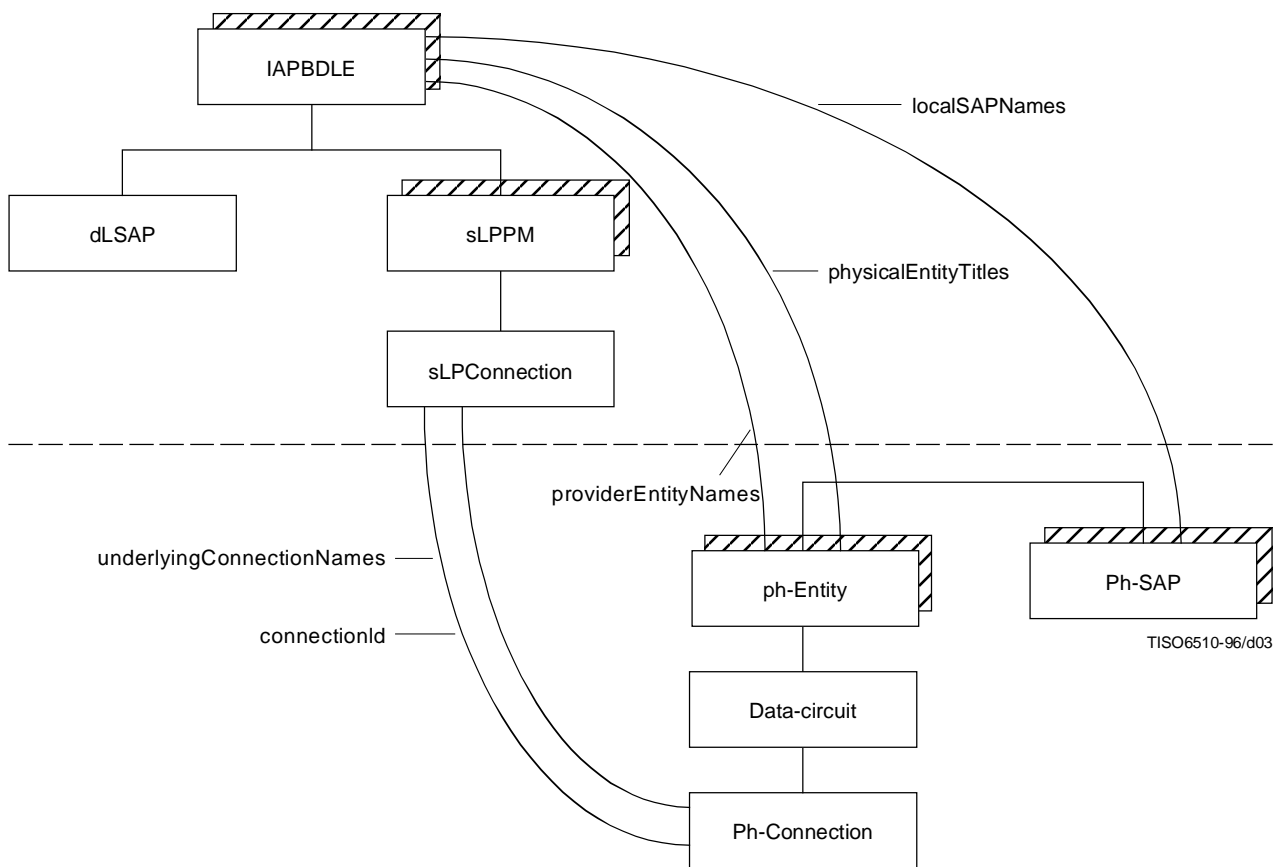 IAPBDLE
localSAPNames
dLSAP
sLPPM
physicalEntityTitles
sLPConnection
providerEntityNames
underlyingConnectionNames
ph-Entity
Ph-SAP
connectionId
TISO6510-96/d03
Data-circuit
Ph-Connection